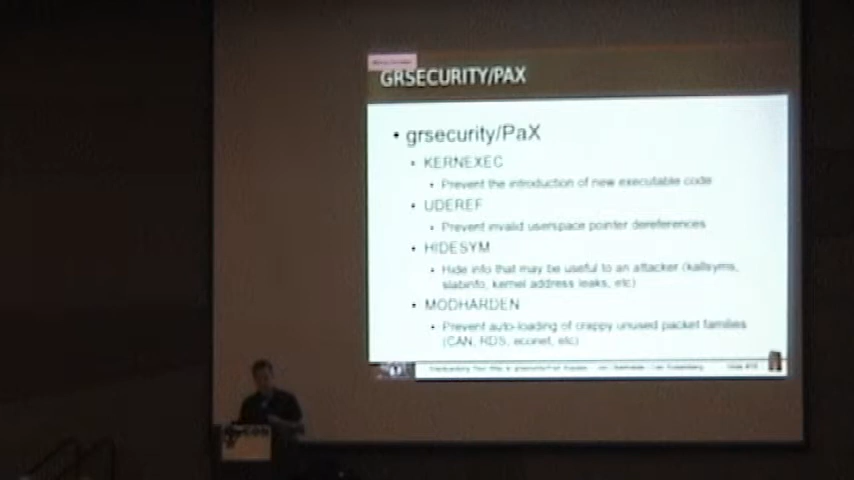 GRSECURITY/PAX
• grsecurity/PaX
• KERNEXEC
• Prevent the introduction of new executable code
• UDEREF
• Prevent invalid userspace pointer dereferences
• HIDESYM
• Hide info that may be useful to an attacker (kallsyms,
slabinfo, kernel address leaks, etc)
• MODHARDEN
• Prevent auto-loading of crappy unused packet families
(CAN, RDS, econet, etc)